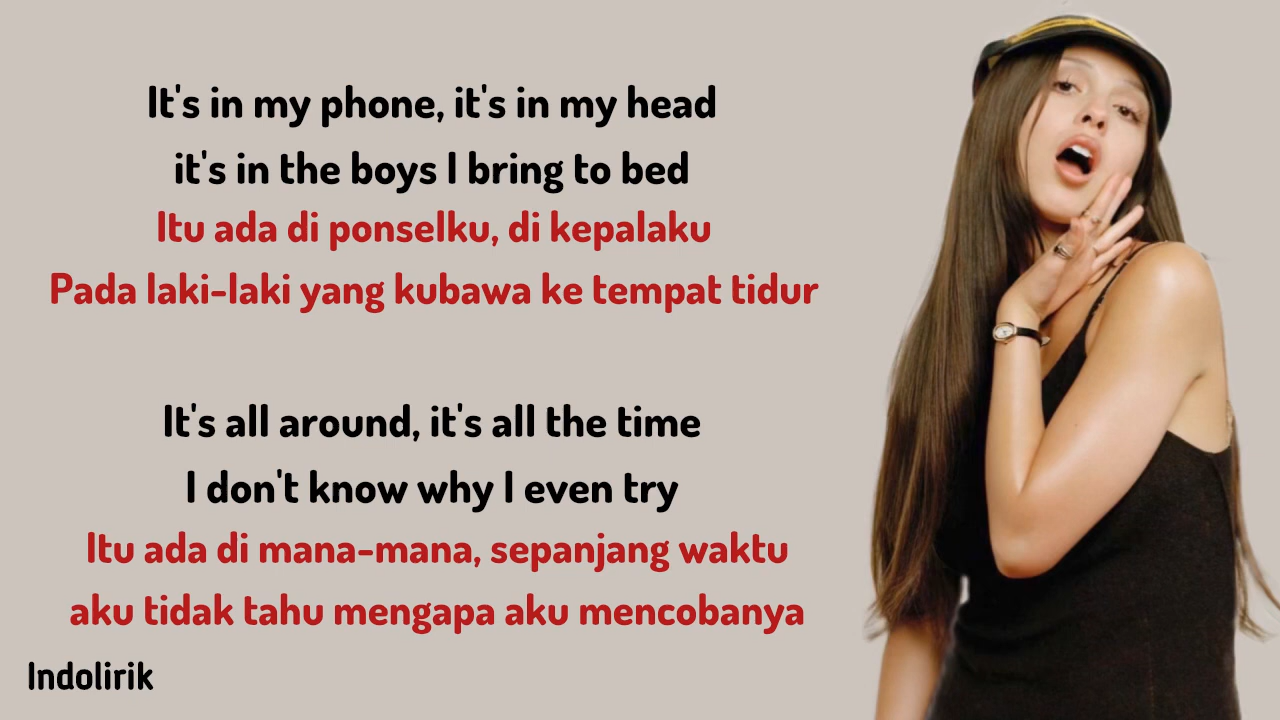 It's in my phone, it's in my head
it's in the boys I bring to bed
Itu ada di ponselku, di kepalaku
Pada laki-laki yang kubawa ke tempat tidur
It's all around, it's all the time
I don't know why I even try
Itu ada di mana-mana, sepanjang waktu
aku tidak tahu mengapa aku mencobanya
Indolirik